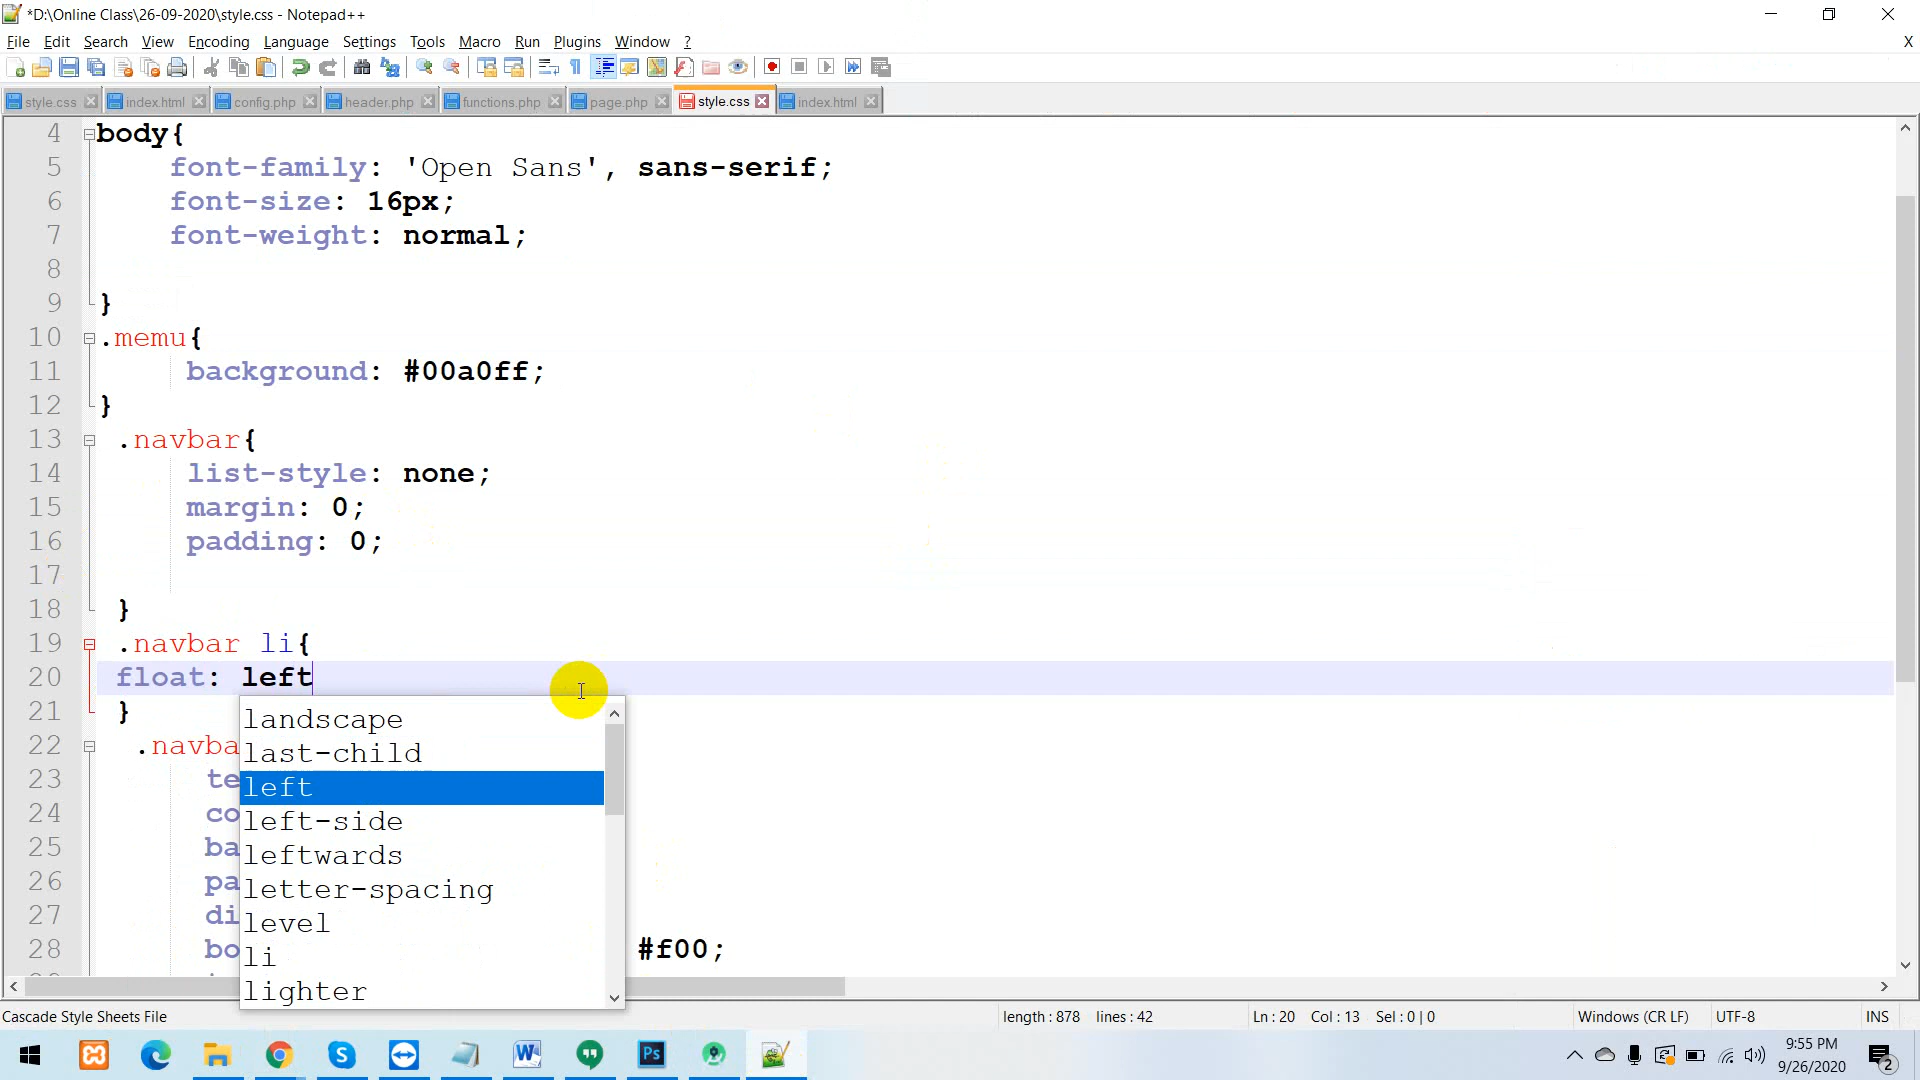 *D:\Online Class\26-09-2020\style.css - Notepad++
File Edit Search View Encoding Language Settings Tools Macro Run Plugins Window ? X
style.css index.html config.php header.php functions.php page.php style.css index.html
4 body{
5 font-family: 'Open Sans', sans-serif;
6 font-size: 16px;
7 font-weight: normal;
8
9 }
10 .memu{
11 background: #00a0ff;
12 }
13 .navbar{
14 list-style: none;
15 margin: 0;
16 padding: 0;
17
18 }
19 .navbar li{
20 float: left
21 }
22 .navba
23 te
24 co
25 ba
26 pa
27 di
28 bo #f00;
landscape
last-child
left
left-side
leftwards
letter-spacing
level
li
lighter
Cascade Style Sheets File length : 878 lines : 42 Ln : 20 Col : 13 Sel : 0 | 0 Windows (CR LF) UTF-8 INS
9:55 PM
9/26/2020
2